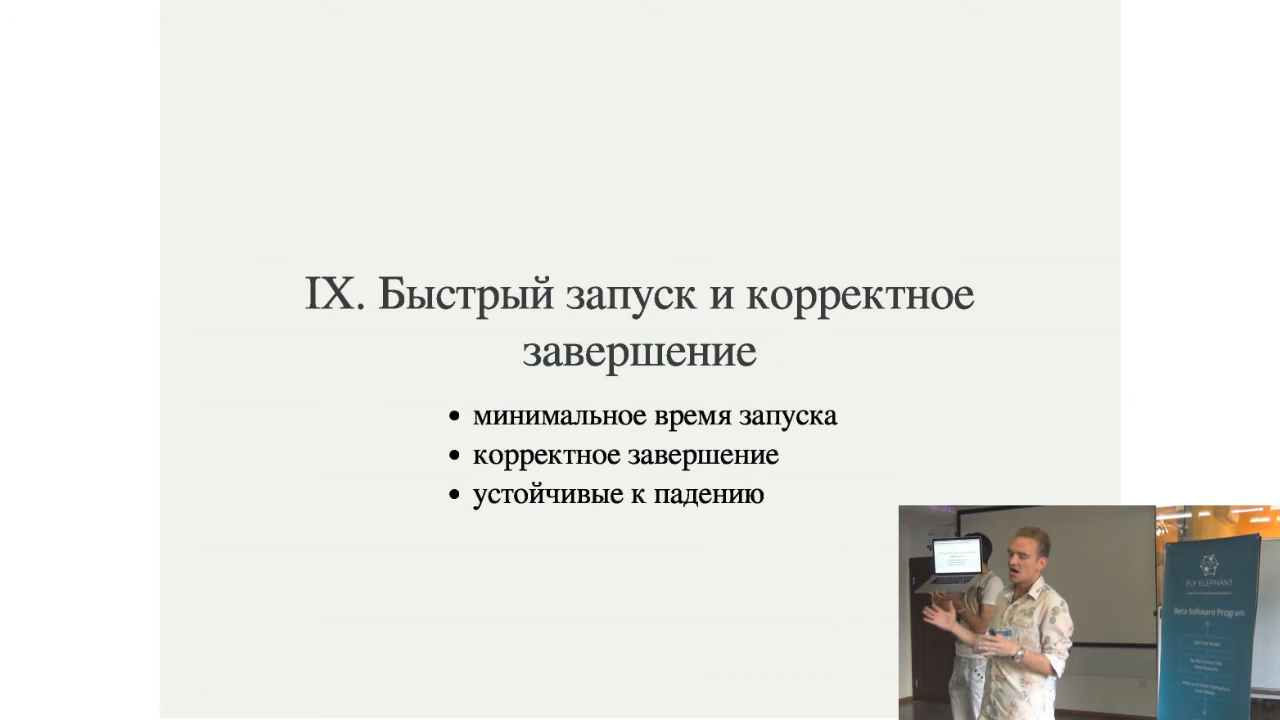 IX. Быстрый запуск и корректное
завершение
• минимальное время запуска
• корректное завершение
• устойчивые к падению
FLY ELEPHANT
Beta Software Program